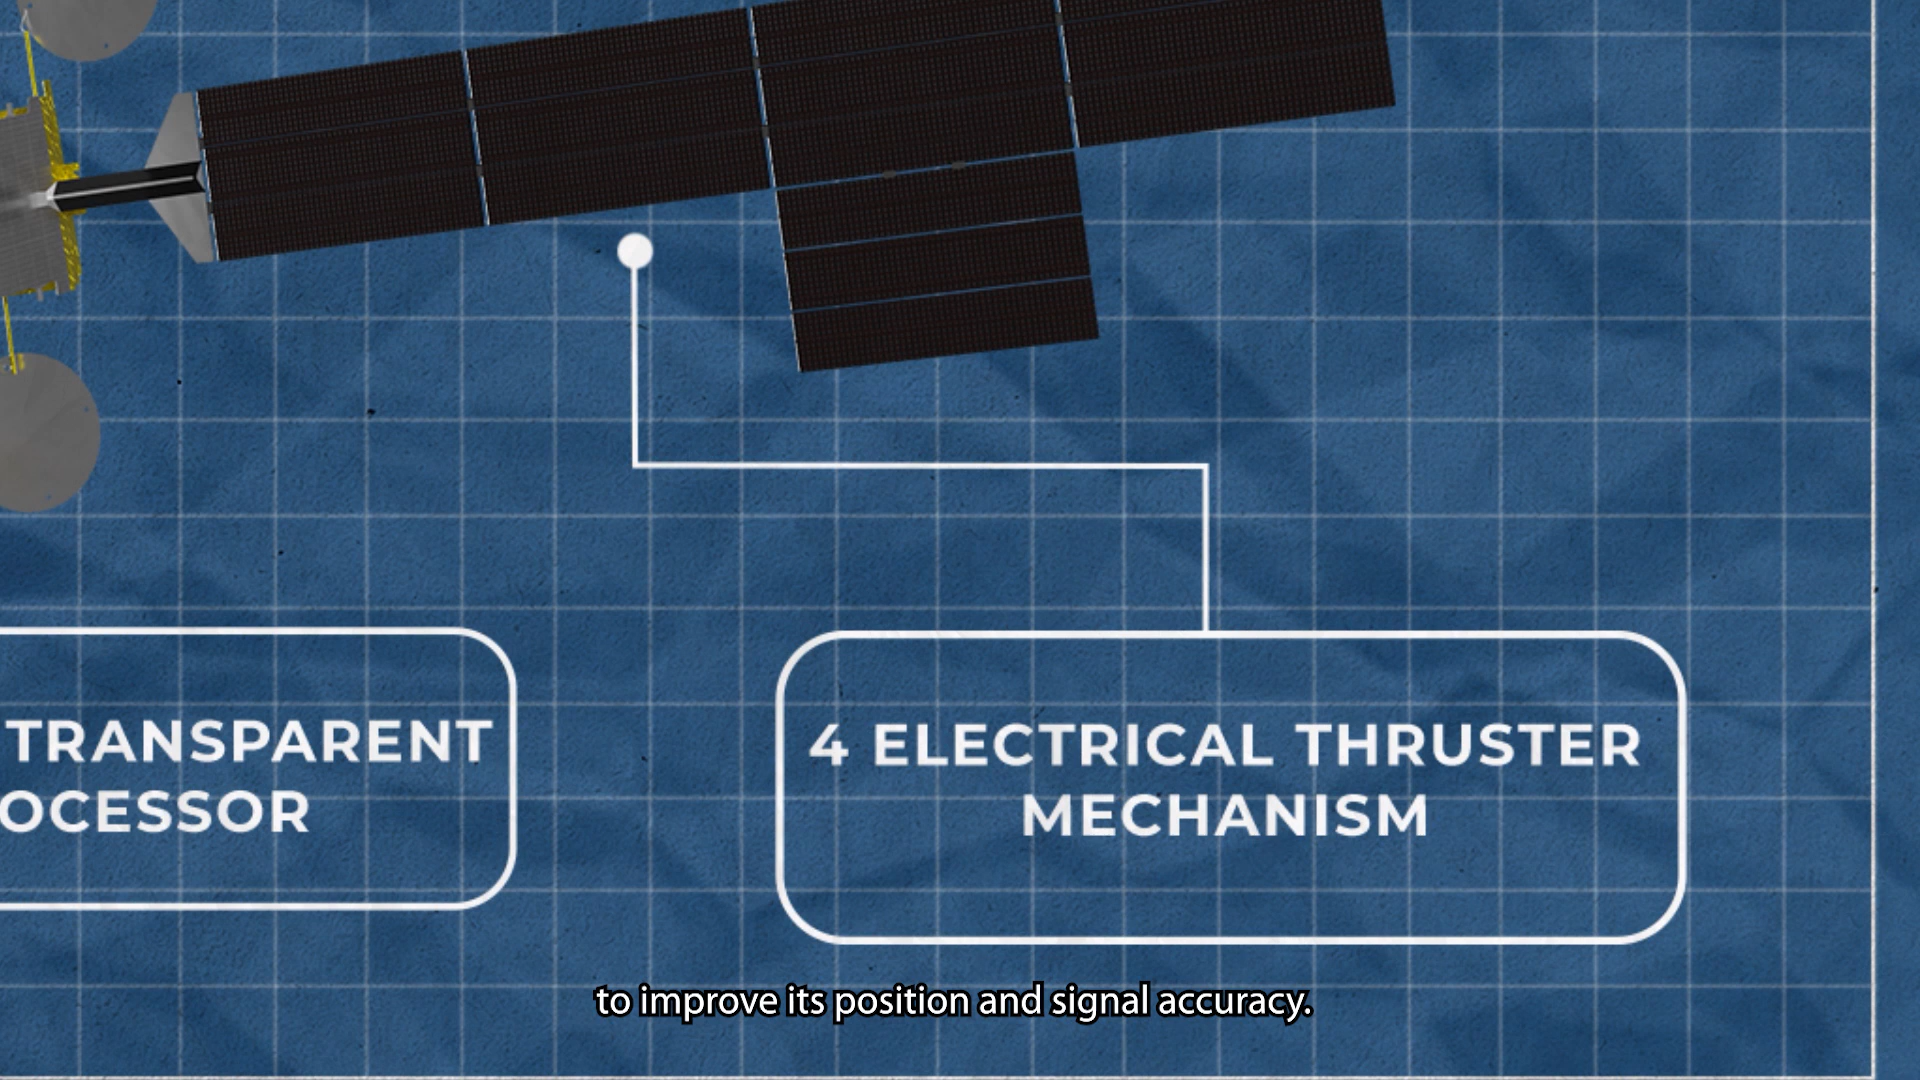 TRANSPARENT
OCESSOR
4 ELECTRICAL THRUSTER
MECHANISM
to improve its position and signal accuracy.